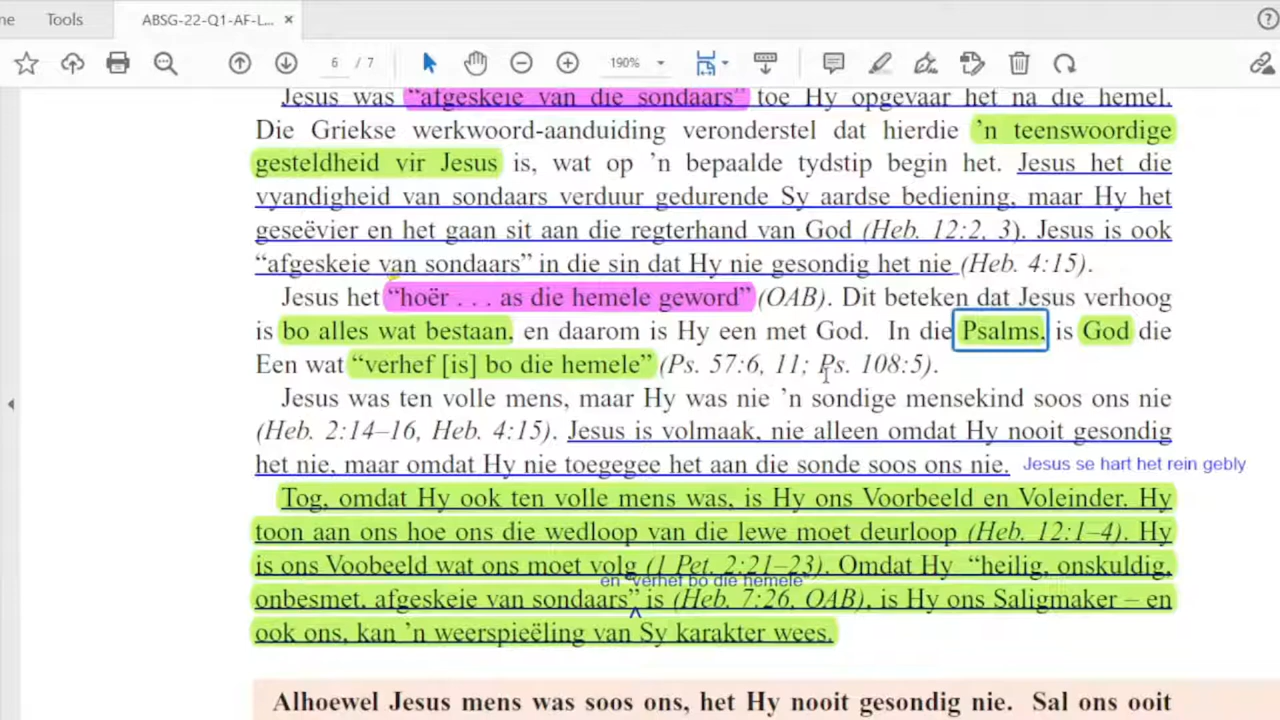 ne Tools ABSG-22-Q1-AF-L... ×
6 / 7 190%
Jesus was “afgeskeie van die sondaars” toe Hy opgevaar het na die hemel.
Die Griekse werkwoord-aanduiding veronderstel dat hierdie ’n teenswoordige
gesteldheid vir Jesus is, wat op ’n bepaalde tydstip begin het. Jesus het die
vyandigheid van sondaars verduur gedurende Sy aardse bediening, maar Hy het
geseëvier en het gaan sit aan die regterhand van God (Heb. 12:2, 3). Jesus is ook
“afgeskeie van sondaars” in die sin dat Hy nie gesondig het nie (Heb. 4:15).
Jesus het “hoër . . . as die hemele geword” (OAB). Dit beteken dat Jesus verhoog
is bo alles wat bestaan, en daarom is Hy een met God. In die Psalms, is God die
Een wat “verhef [is] bo die hemele” (Ps. 57:6, 11; Ps. 108:5).
Jesus was ten volle mens, maar Hy was nie ’n sondige mensekind soos ons nie
(Heb. 2:14–16, Heb. 4:15). Jesus is volmaak, nie alleen omdat Hy nooit gesondig
het nie, maar omdat Hy nie toegegee het aan die sonde soos ons nie. Jesus se hart het rein gebly
Tog, omdat Hy ook ten volle mens was, is Hy ons Voorbeeld en Voleinder. Hy
toon aan ons hoe ons die wedloop van die lewe moet deurloop (Heb. 12:1–4). Hy
is ons Voobeeld wat ons moet volg (1 Pet. 2:21–23). Omdat Hy “heilig, onskuldig,
en “verhef bo die hemele”
onbesmet, afgeskeie van sondaars” is (Heb. 7:26, OAB), is Hy ons Saligmaker – en
ook ons, kan ’n weerspieëling van Sy karakter wees.
Alhoewel Jesus mens was soos ons, het Hy nooit gesondig nie. Sal ons ooit